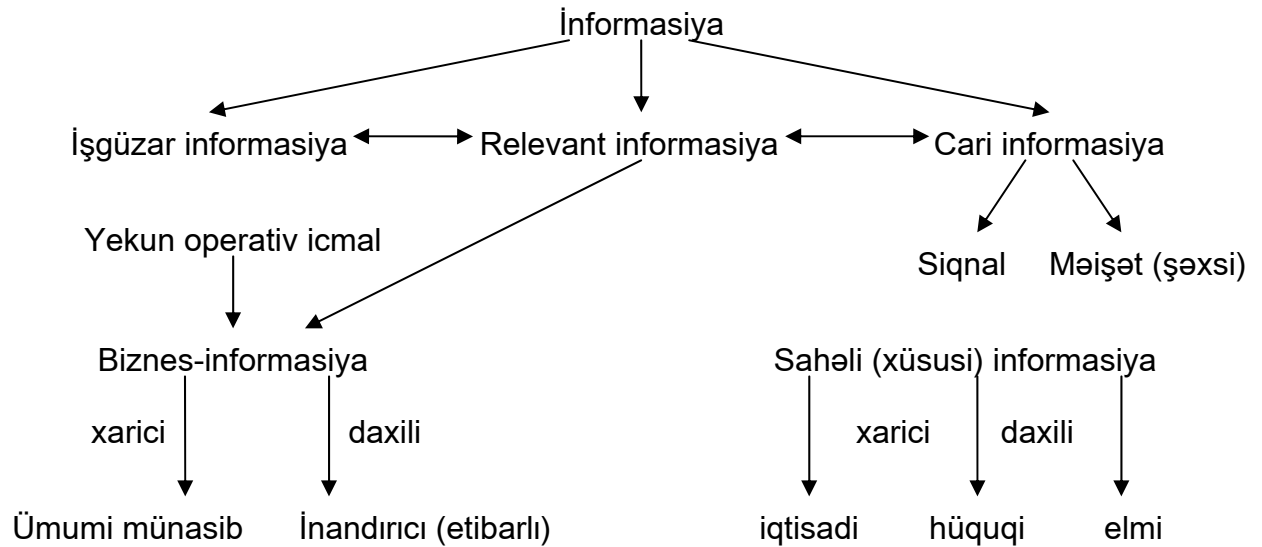 İnformasiya
İşgüzar informasiya Relevant informasiya Cari informasiya
Yekun operativ icmal
Siqnal Məişət (şəxsi)
Biznes-informasiya Sahəli (xüsusi) informasiya
xarici daxili xarici daxili
Ümumi münasib İnandırıcı (etibarlı) iqtisadi hüquqi elmi